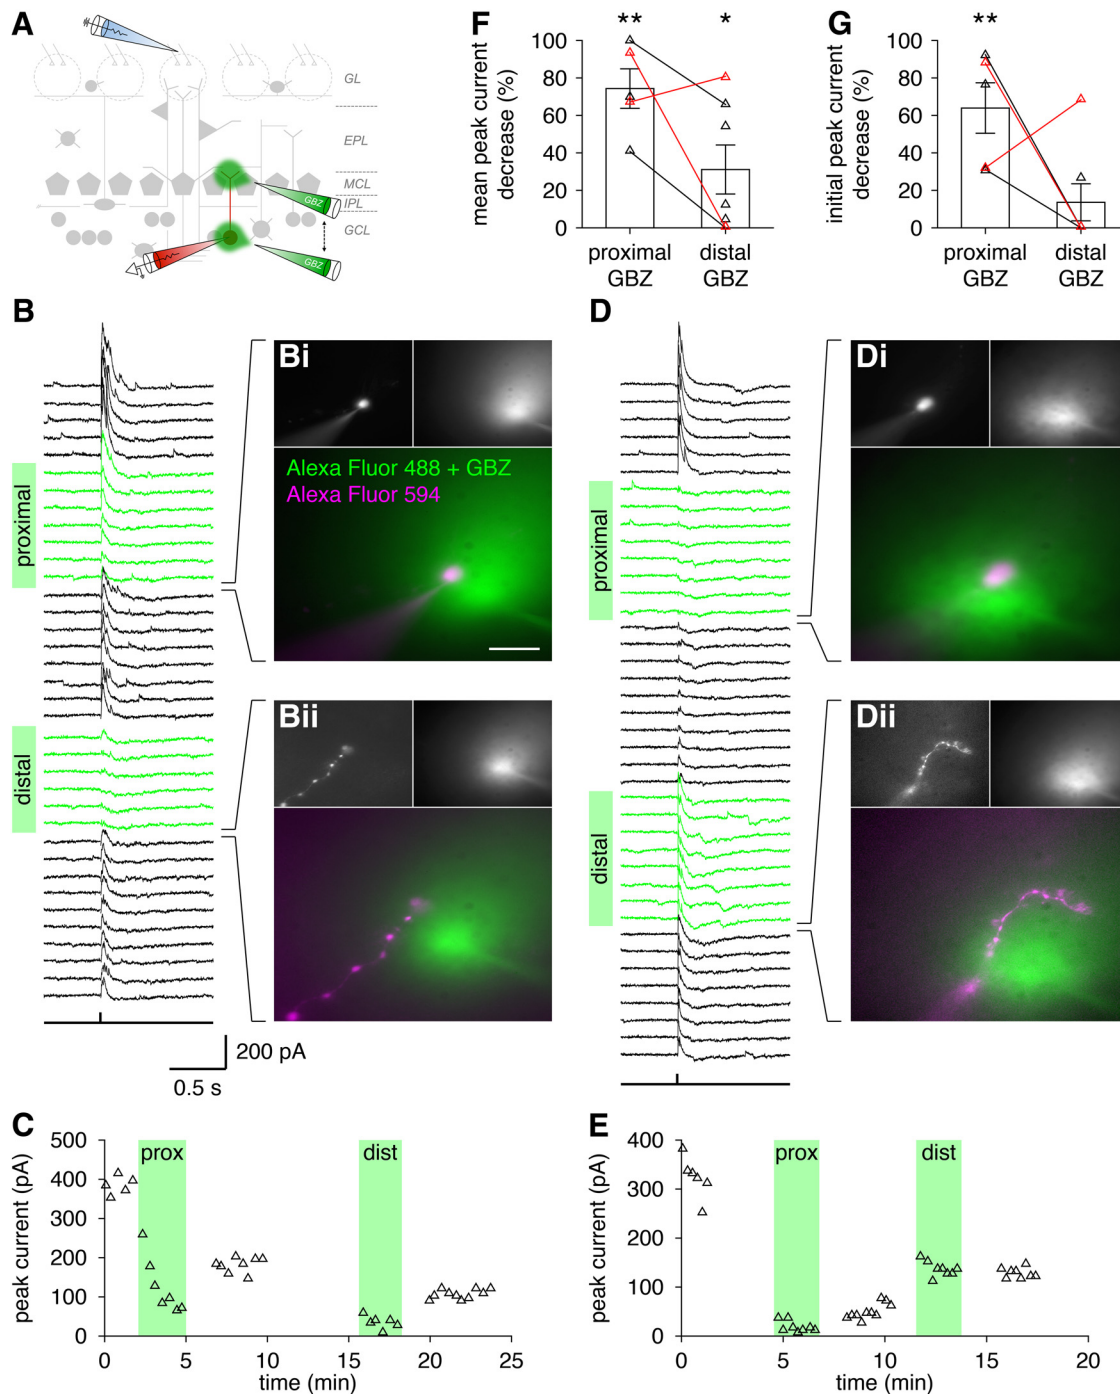 A
GL
EPL
MCL
IPL
GCL
GBZ
GBZ
F
** *
mean peak current
decrease (%)
100
80
60
40
20
0
proximal
GBZ
distal
GBZ
G
**
initial peak current
decrease (%)
100
80
60
40
20
0
proximal
GBZ
distal
GBZ
B
proximal
distal
200 pA
0.5 s
Bi
Alexa Fluor 488 + GBZ
Alexa Fluor 594
Bii
D
proximal
distal
Di
Dii
C
peak current (pA)
500
400
300
200
100
0
prox
dist
0 5 10 15 20 25
time (min)
E
peak current (pA)
400
300
200
100
0
prox
dist
0 5 10 15 20
time (min)